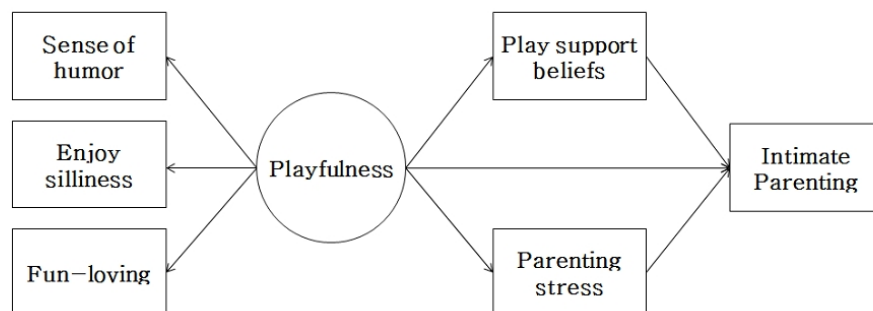 Sense of
humor
Enjoy
silliness
Fun-loving
Playfulness
Play support
beliefs
Parenting
stress
Intimate
Parenting